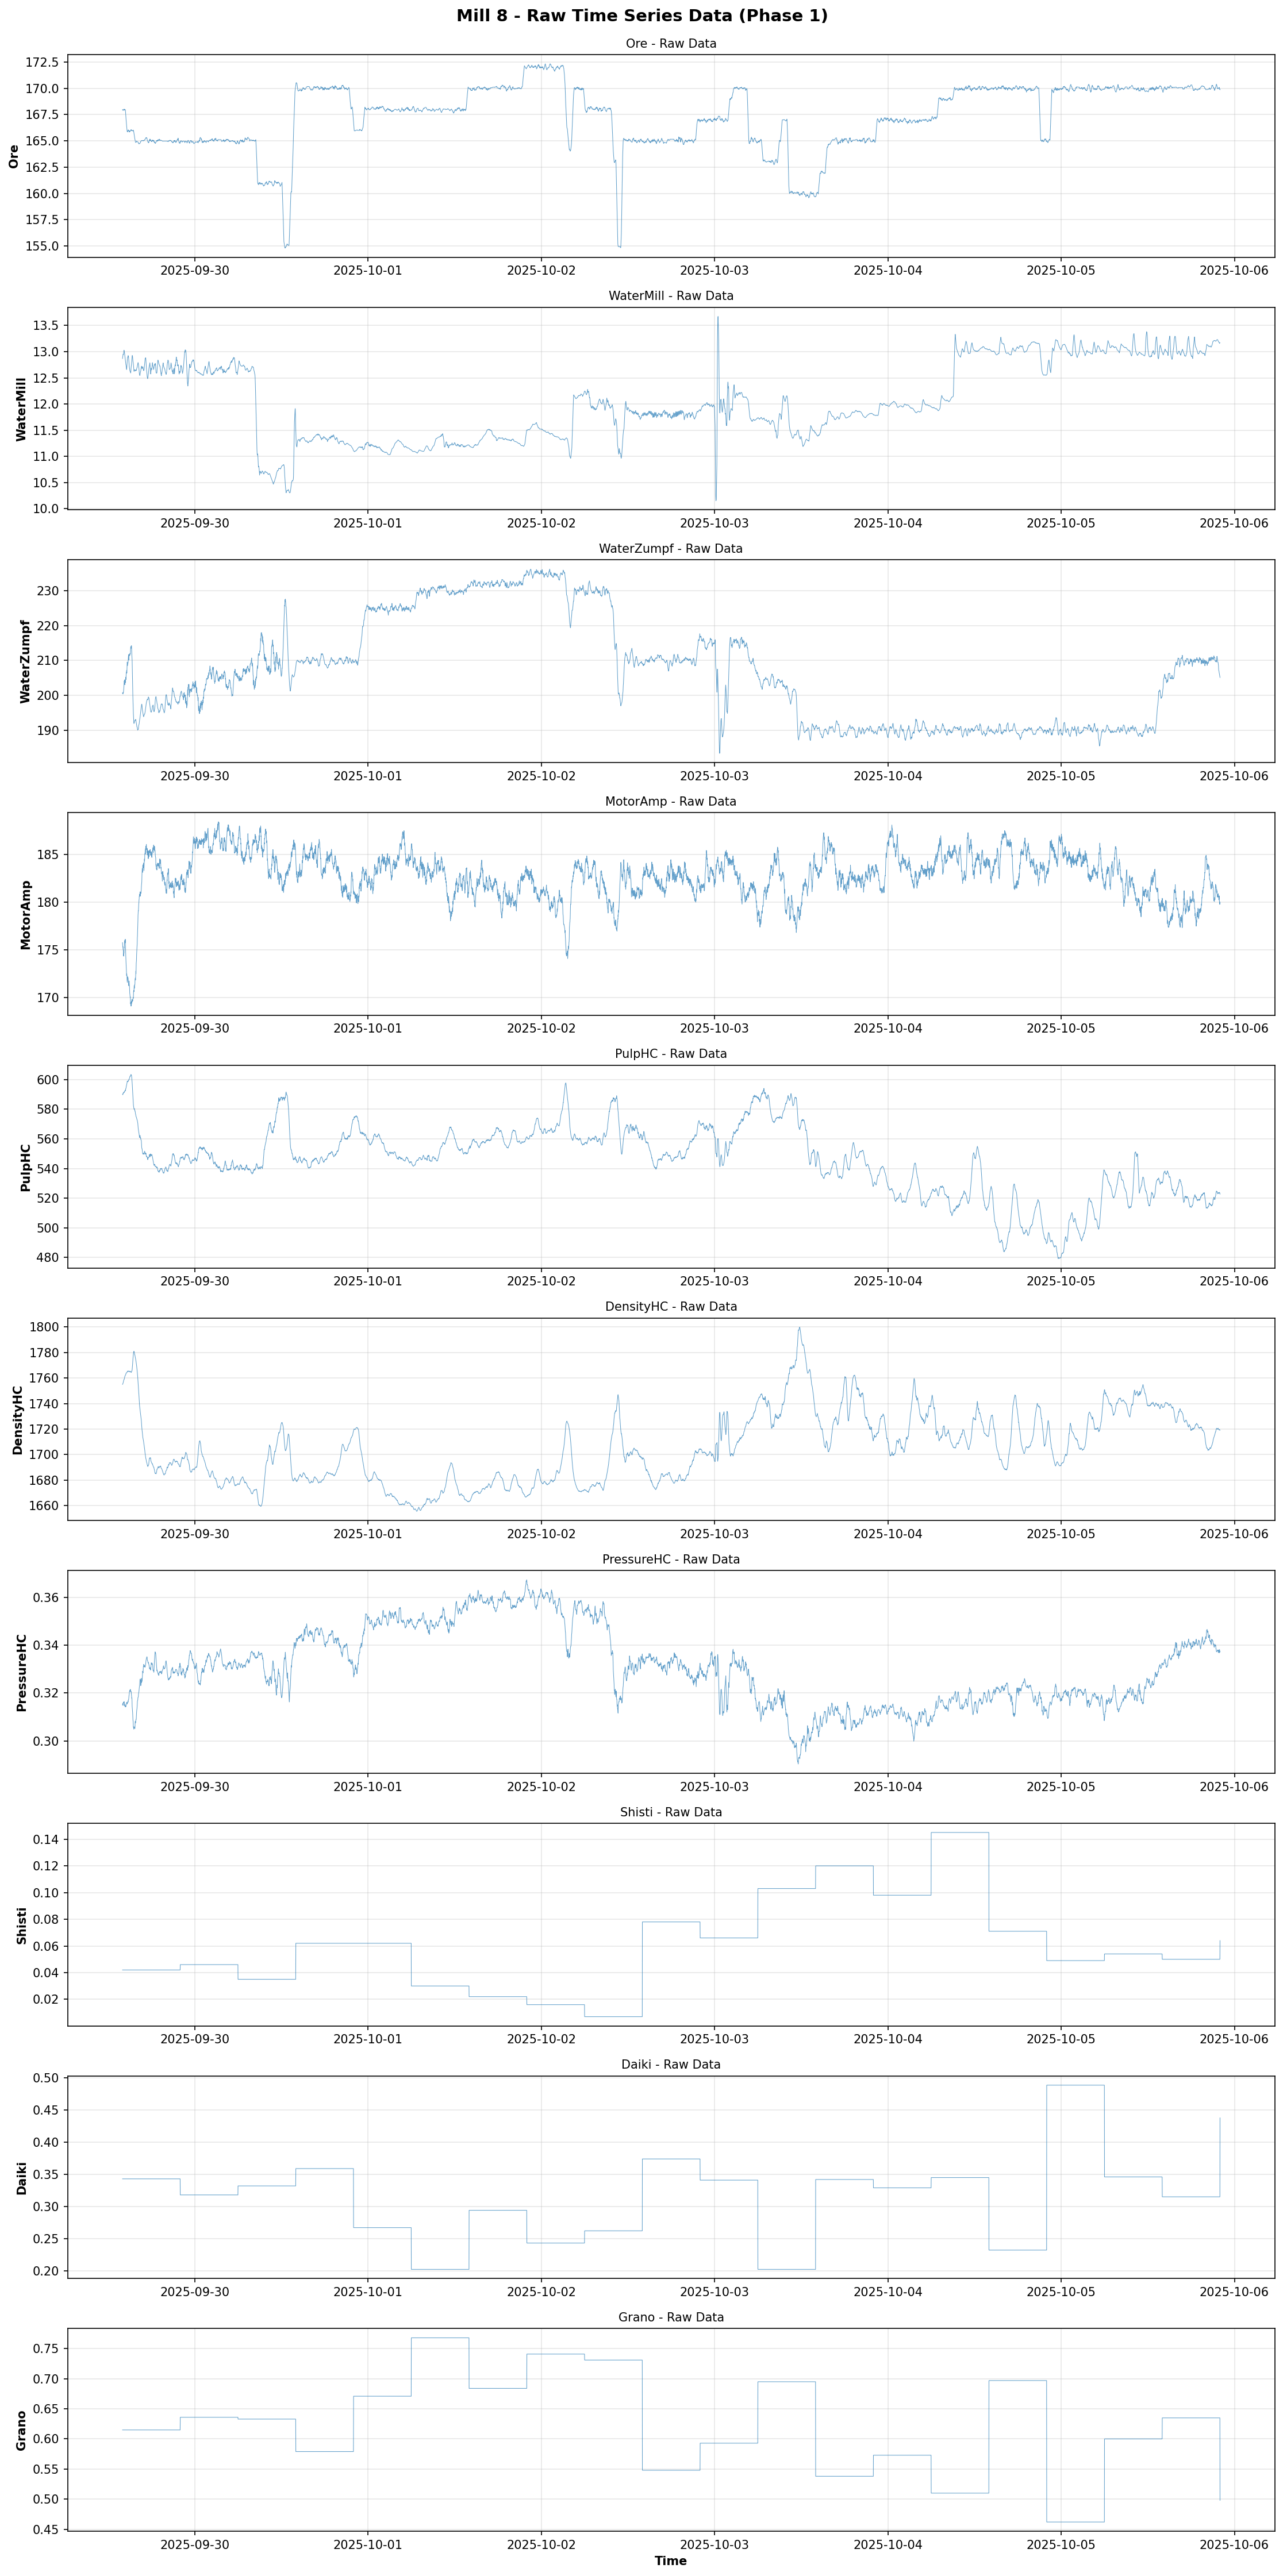 Mill 8 - Raw Time Series Data (Phase 1)
Ore - Raw Data
Ore
172.5
170.0
167.5
165.0
162.5
160.0
157.5
155.0
2025-09-30 2025-10-01 2025-10-02 2025-10-03 2025-10-04 2025-10-05 2025-10-06
WaterMill - Raw Data
WaterMill
13.5
13.0
12.5
12.0
11.5
11.0
10.5
10.0
2025-09-30 2025-10-01 2025-10-02 2025-10-03 2025-10-04 2025-10-05 2025-10-06
WaterZumpf - Raw Data
WaterZumpf
230
220
210
200
190
2025-09-30 2025-10-01 2025-10-02 2025-10-03 2025-10-04 2025-10-05 2025-10-06
MotorAmp - Raw Data
MotorAmp
185
180
175
170
2025-09-30 2025-10-01 2025-10-02 2025-10-03 2025-10-04 2025-10-05 2025-10-06
PulpHC - Raw Data
PulpHC
600
580
560
540
520
500
480
2025-09-30 2025-10-01 2025-10-02 2025-10-03 2025-10-04 2025-10-05 2025-10-06
DensityHC - Raw Data
DensityHC
1800
1780
1760
1740
1720
1700
1680
1660
2025-09-30 2025-10-01 2025-10-02 2025-10-03 2025-10-04 2025-10-05 2025-10-06
PressureHC - Raw Data
PressureHC
0.36
0.34
0.32
0.30
2025-09-30 2025-10-01 2025-10-02 2025-10-03 2025-10-04 2025-10-05 2025-10-06
Shisti - Raw Data
Shisti
0.14
0.12
0.10
0.08
0.06
0.04
0.02
2025-09-30 2025-10-01 2025-10-02 2025-10-03 2025-10-04 2025-10-05 2025-10-06
Daiki - Raw Data
Daiki
0.50
0.45
0.40
0.35
0.30
0.25
0.20
2025-09-30 2025-10-01 2025-10-02 2025-10-03 2025-10-04 2025-10-05 2025-10-06
Grano - Raw Data
Grano
0.75
0.70
0.65
0.60
0.55
0.50
0.45
2025-09-30 2025-10-01 2025-10-02 2025-10-03 2025-10-04 2025-10-05 2025-10-06
Time